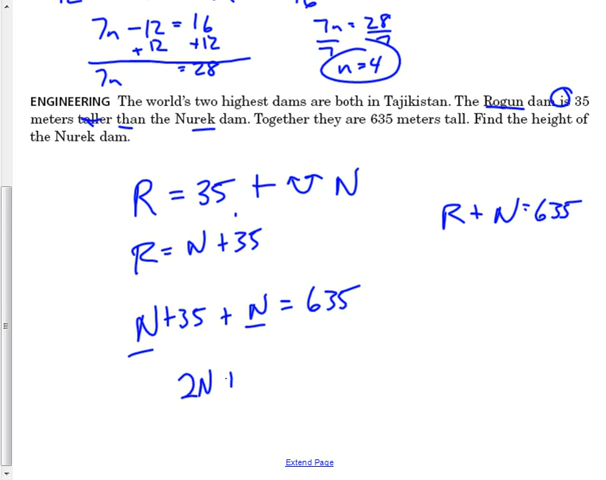 7n - 12 = 16
+ 12 +12
7n = 28
7n = 28
7
n = 4
ENGINEERING The world's two highest dams are both in Tajikistan. The Rogun dam is 35
meters taller than the Nurek dam. Together they are 635 meters tall. Find the height of
the Nurek dam.
R = 35 + N
R + N = 635
R = N + 35
N + 35 + N = 635
2N
Extend Page